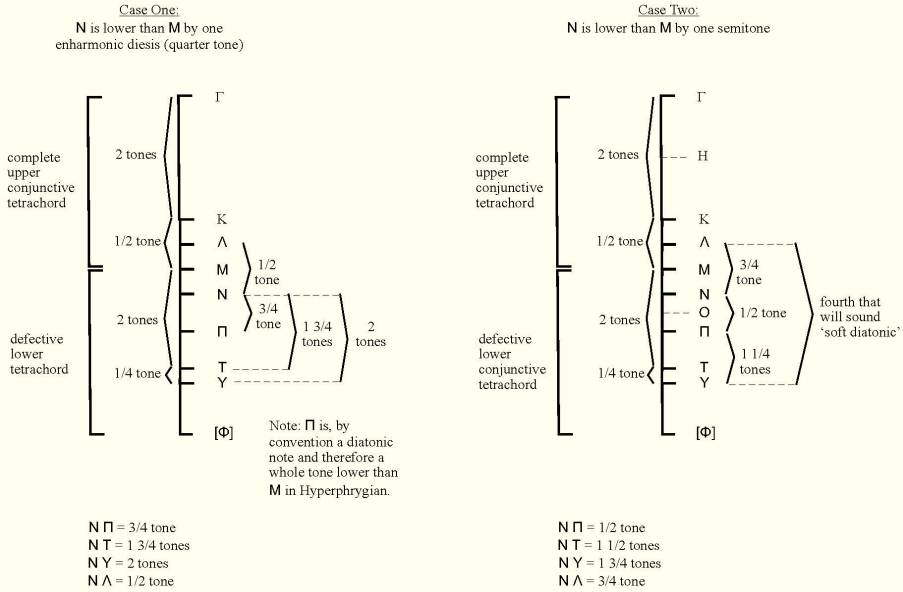 Case One:
N is lower than M by one
enharmonic diesis (quarter tone)
Γ
complete
upper
conjunctive
tetrachord
2 tones
K
1/2 tone
Λ
M
1/2
tone
N
3/4
tone
defective
lower
tetrachord
2 tones
Π
1 3/4
tones
2
tones
1/4 tone
T
Y
[Φ]
Note: Π is, by
convention a diatonic
note and therefore a
whole tone lower than
M in Hyperphrygian.
N Π = 3/4 tone
N T = 1 3/4 tones
N Y = 2 tones
N Λ = 1/2 tone
Case Two:
N is lower than M by one semitone
Γ
complete
upper
conjunctive
tetrachord
2 tones
H
K
1/2 tone
Λ
M
3/4
tone
N
O
1/2 tone
Π
defective
lower
conjunctive
tetrachord
2 tones
1 1/4
tones
1/4 tone
T
Y
[Φ]
fourth that
will sound
‘soft diatonic’
N Π = 1/2 tone
N T = 1 1/2 tones
N Y = 1 3/4 tones
N Λ = 3/4 tone